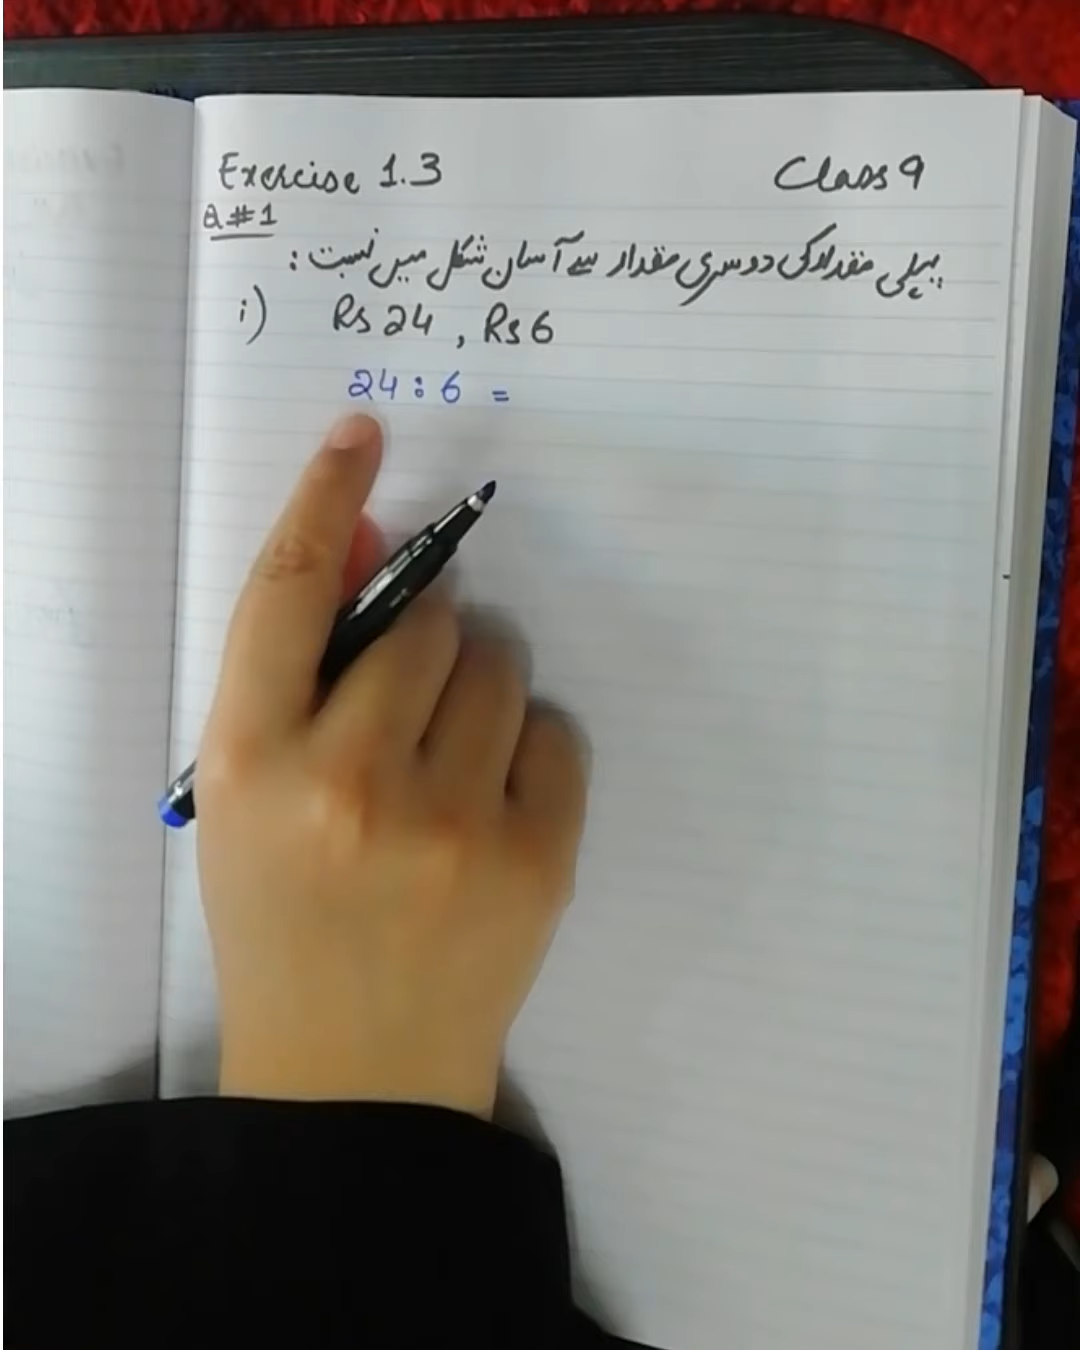 Exercise 1.3 Class 9
Q#1
پہلی مقدار کی دوسری مقدار سے آسان شکل میں نسبت :
i) Rs 24 , Rs 6
24 : 6 =